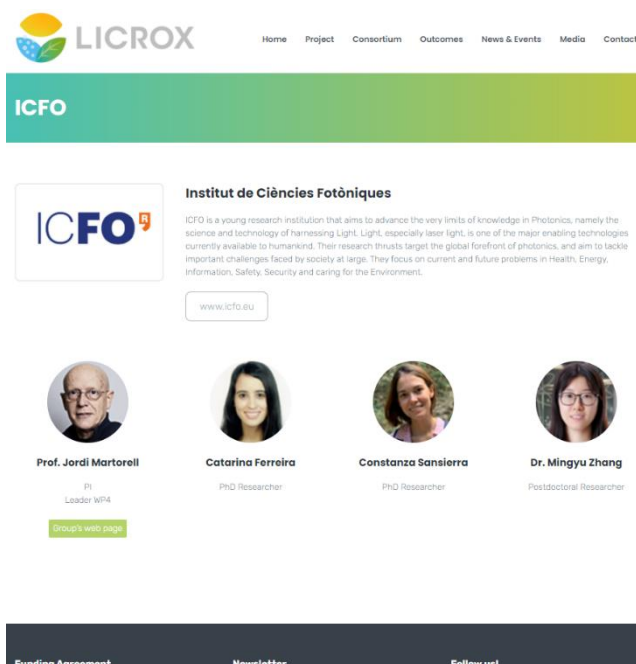 LICROX
Home Project Consortium Outcomes News & Events Media Contact
ICFO
ICFOR
Institut de Ciències Fotòniques
ICFO is a young research institution that aims to advance the very limits of knowledge in Photonics, namely the
science and technology of harnessing Light. Light, especially laser light, is one of the major enabling technologies
currently available to humankind. Their research thrusts target the global forefront of photonics, and aim to tackle
important challenges faced by society at large. They focus on current and future problems in Health, Energy,
Information, Safety, Security and caring for the Environment.
www.icfo.eu
Prof. Jordi Martorell Catarina Ferreira Constanza Sansierra Dr. Mingyu Zhang
PI PhD Researcher PhD Researcher Postdoctoral Researcher
Leader WP4
Group's web page
Funding Agreement Newsletter Follow us!